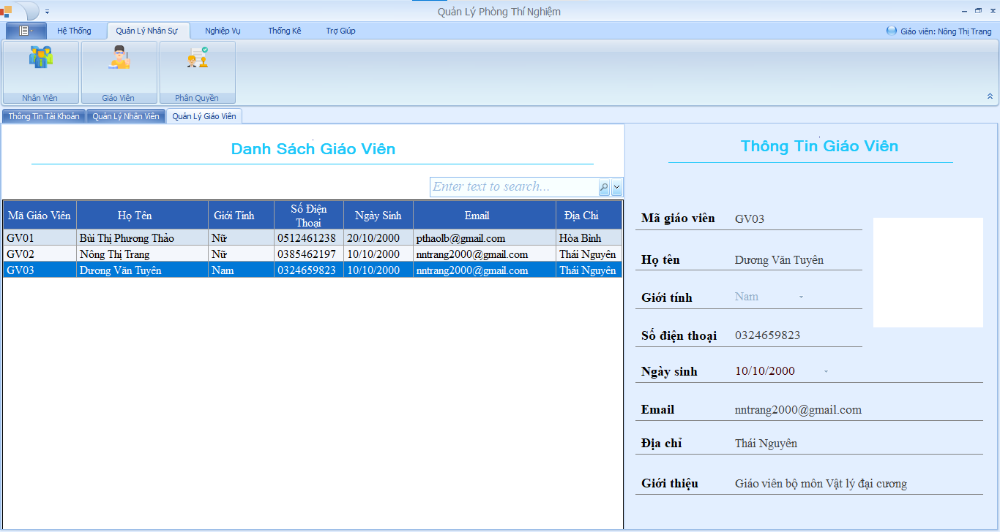 Quản Lý Phòng Thí Nghiệm
Hệ Thống Quản Lý Nhân Sự Nghiệp Vụ Thống Kê Trợ Giúp Giáo viên: Nông Thị Trang
Nhân Viên Giáo Viên Phân Quyền
Thông Tin Tài Khoản Quản Lý Nhân Viên Quản Lý Giáo Viên
Danh Sách Giáo Viên
Enter text to search...
Mã Giáo Viên Họ Tên Giới Tính Số Điện Thoại Ngày Sinh Email Địa Chỉ
GV01 Bùi Thị Phương Thảo Nữ 0512461238 20/10/2000 pthaolb@gmail.com Hòa Bình
GV02 Nông Thị Trang Nữ 0385462197 10/10/2000 nntrang2000@gmail.com Thái Nguyên
GV03 Dương Văn Tuyên Nam 0324659823 10/10/2000 nntrang2000@gmail.com Thái Nguyên
Thông Tin Giáo Viên
Mã giáo viên GV03
Họ tên Dương Văn Tuyên
Giới tính Nam
Số điện thoại 0324659823
Ngày sinh 10/10/2000
Email nntrang2000@gmail.com
Địa chỉ Thái Nguyên
Giới thiệu Giáo viên bộ môn Vật lý đại cương